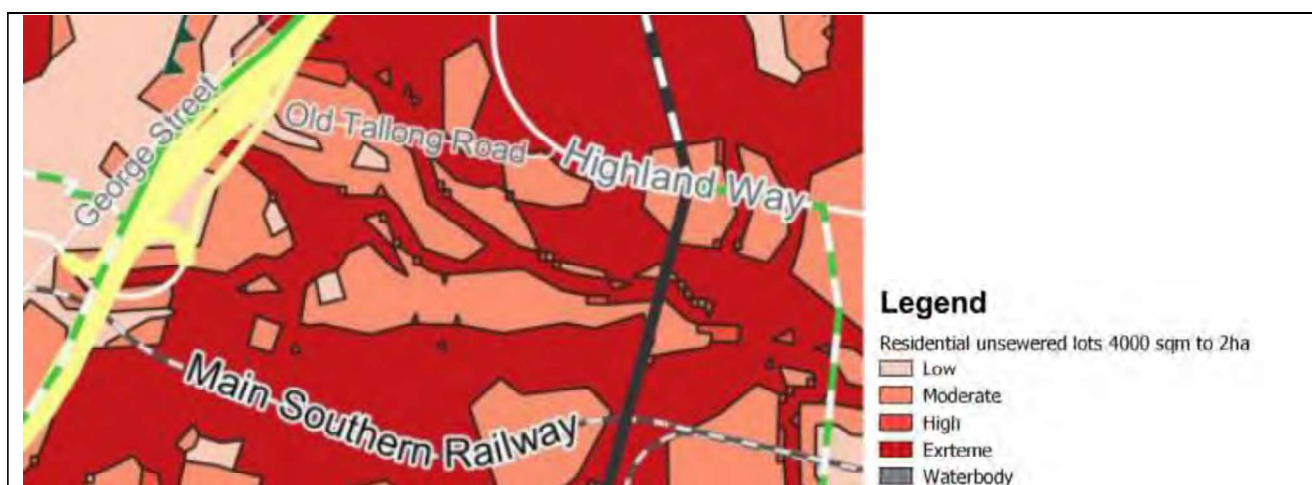 George Street
Old Tallong Road
Highland Way
Main Southern Railway
Legend
Residential unsewered lots 4000 sqm to 2ha
Low
Moderate
High
Exrteme
Waterbody